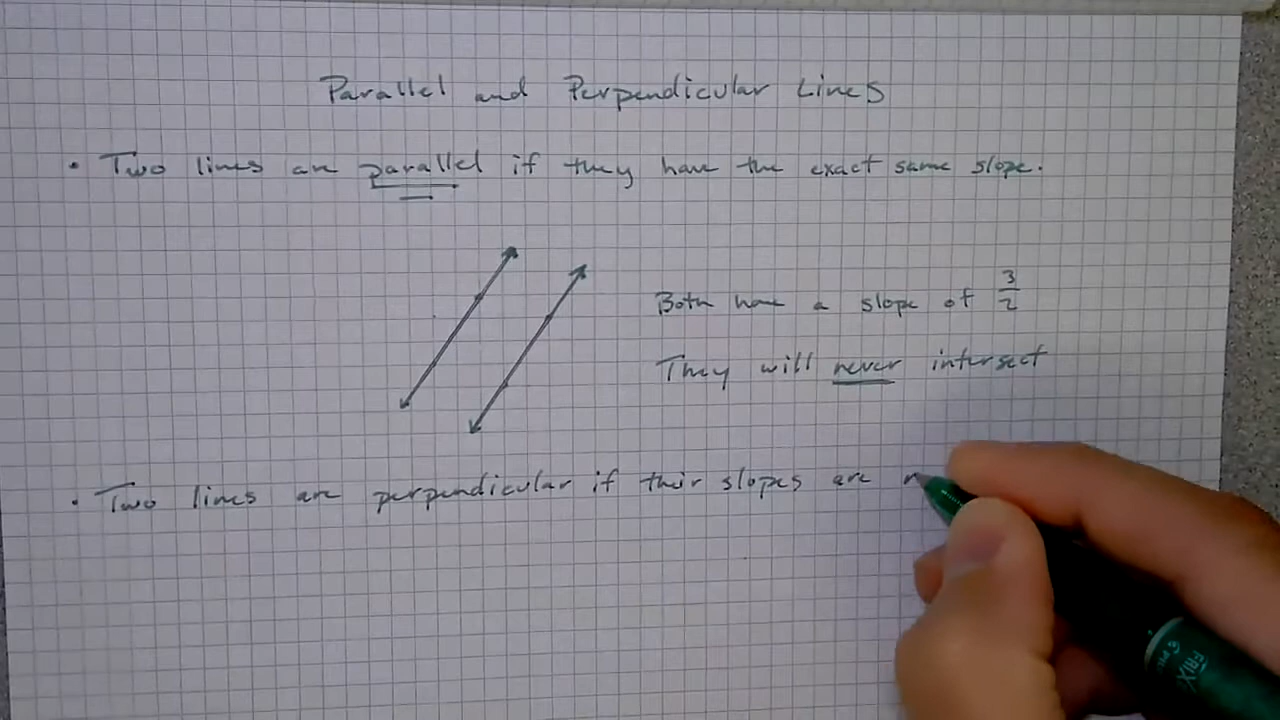 Parallel and Perpendicular Lines
• Two lines are parallel if they have the exact same slope.
Both have a slope of 3/2
They will never intersect
• Two lines are perpendicular if their slopes are
FRIX